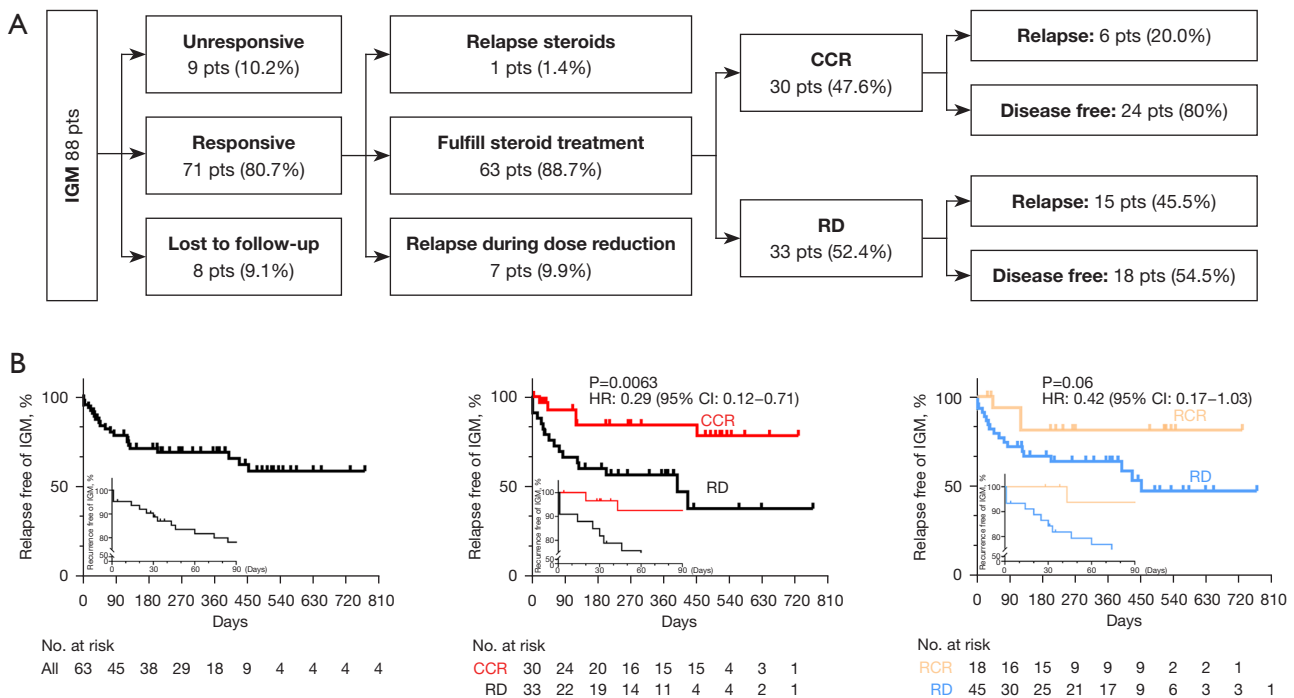 A
IGM 88 pts
Unresponsive
9 pts (10.2%)
Responsive
71 pts (80.7%)
Lost to follow-up
8 pts (9.1%)
Relapse steroids
1 pts (1.4%)
Fulfill steroid treatment
63 pts (88.7%)
Relapse during dose reduction
7 pts (9.9%)
CCR
30 pts (47.6%)
RD
33 pts (52.4%)
Relapse: 6 pts (20.0%)
Disease free: 24 pts (80%)
Relapse: 15 pts (45.5%)
Disease free: 18 pts (54.5%)
B
Relapse free of IGM, %
100
50
0
0 90 180 270 360 450 540 630 720 810
Days
Recurrence free of IGM, %
100
90
80
50
0
0 30 60 90 (Days)
No. at risk
All 63 45 38 29 18 9 4 4 4 4
P=0.0063
HR: 0.29 (95% CI: 0.12–0.71)
CCR
RD
Relapse free of IGM, %
100
50
0
0 90 180 270 360 450 540 630 720 810
Days
Recurrence free of IGM, %
100
90
80
50
0
0 30 60 90 (Days)
No. at risk
CCR 30 24 20 16 15 15 4 3 1
RD 33 22 19 14 11 4 4 2 1
P=0.06
HR: 0.42 (95% CI: 0.17–1.03)
RCR
RD
Relapse free of IGM, %
100
50
0
0 90 180 270 360 450 540 630 720 810
Days
Recurrence free of IGM, %
100
90
80
50
0
0 30 60 90 (Days)
No. at risk
RCR 18 16 15 9 9 9 2 2 1
RD 45 30 25 21 17 9 6 3 3 1